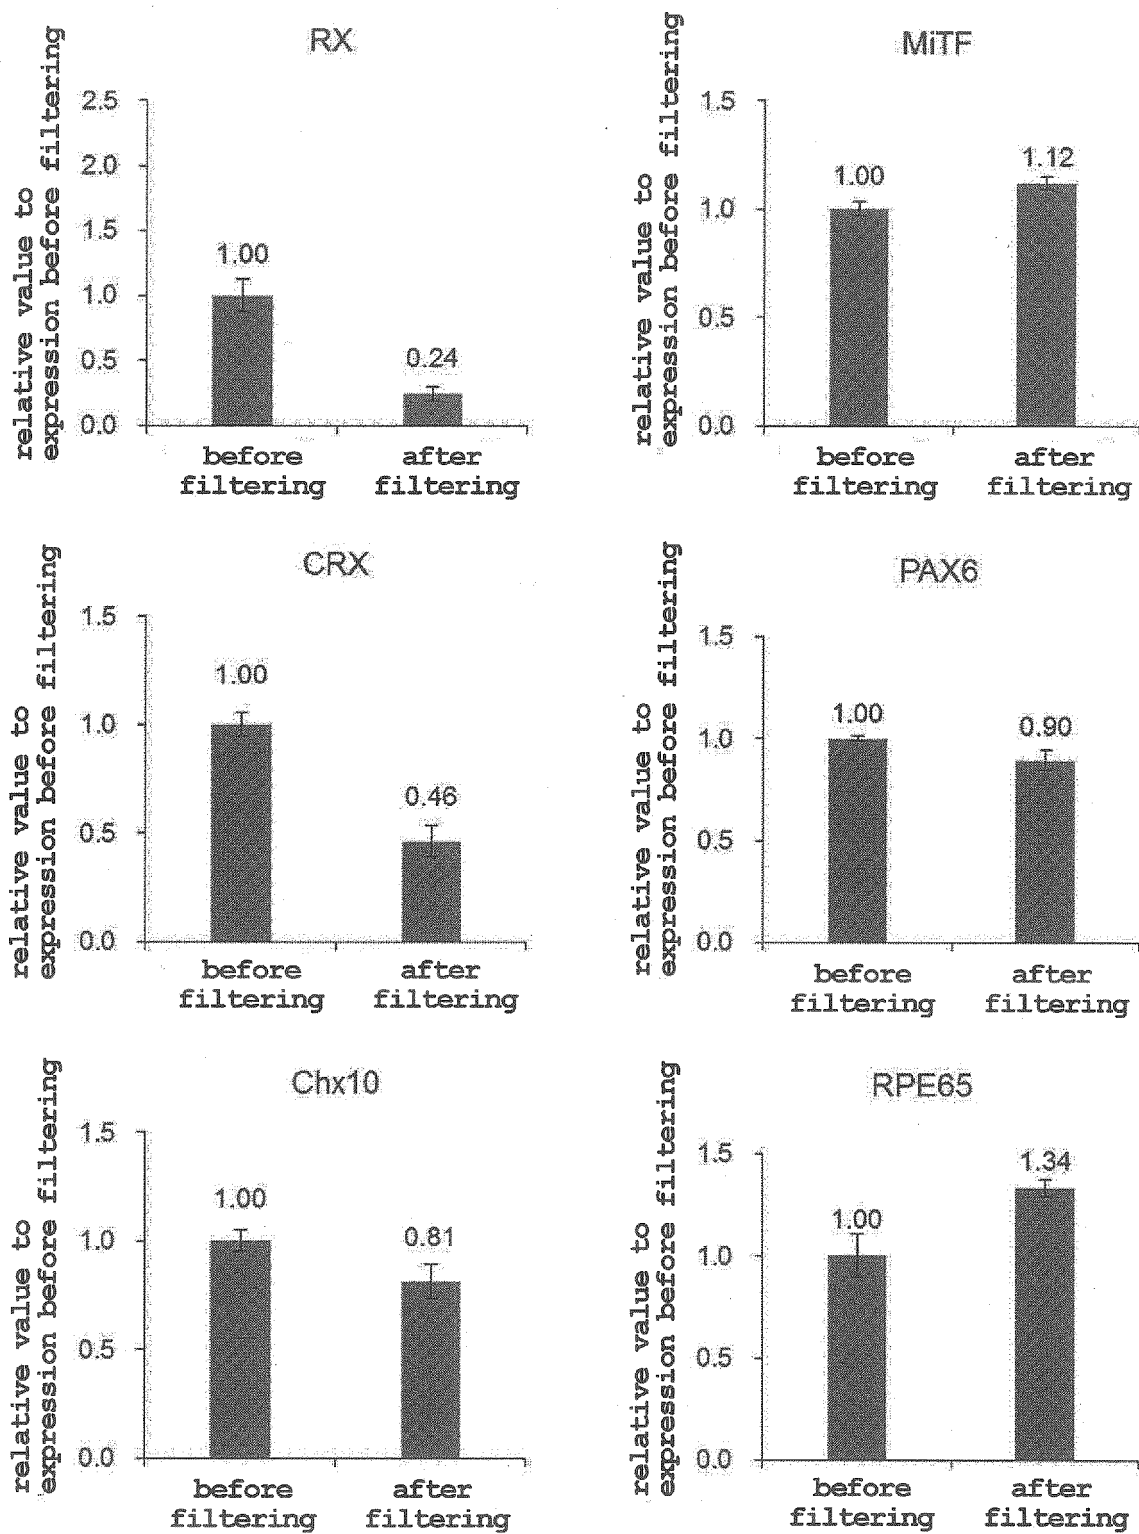 RX
relative value to
expression before filtering
2.5
2.0
1.5
1.0
0.5
0.0
1.00
0.24
before
filtering
after
filtering
MiTF
relative value to
expression before filtering
1.5
1.0
0.5
0.0
1.00
1.12
before
filtering
after
filtering
CRX
relative value to
expression before filtering
1.5
1.0
0.5
0.0
1.00
0.46
before
filtering
after
filtering
PAX6
relative value to
expression before filtering
1.5
1.0
0.5
0.0
1.00
0.90
before
filtering
after
filtering
Chx10
relative value to
expression before filtering
1.5
1.0
0.5
0.0
1.00
0.81
before
filtering
after
filtering
RPE65
relative value to
expression before filtering
1.5
1.0
0.5
0.0
1.00
1.34
before
filtering
after
filtering